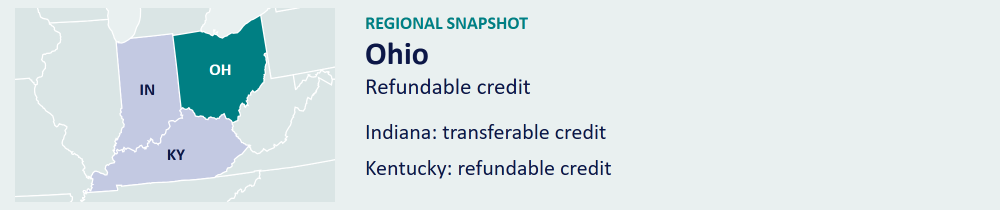 OH
IN
KY
REGIONAL SNAPSHOT
Ohio
Refundable credit
Indiana: transferable credit
Kentucky: refundable credit